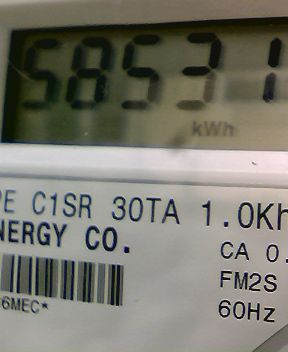 58531
kWh
PE C1SR 30TA 1.0Kh
NERGY CO.
CA 0.
FM2S
6MEC*
60Hz